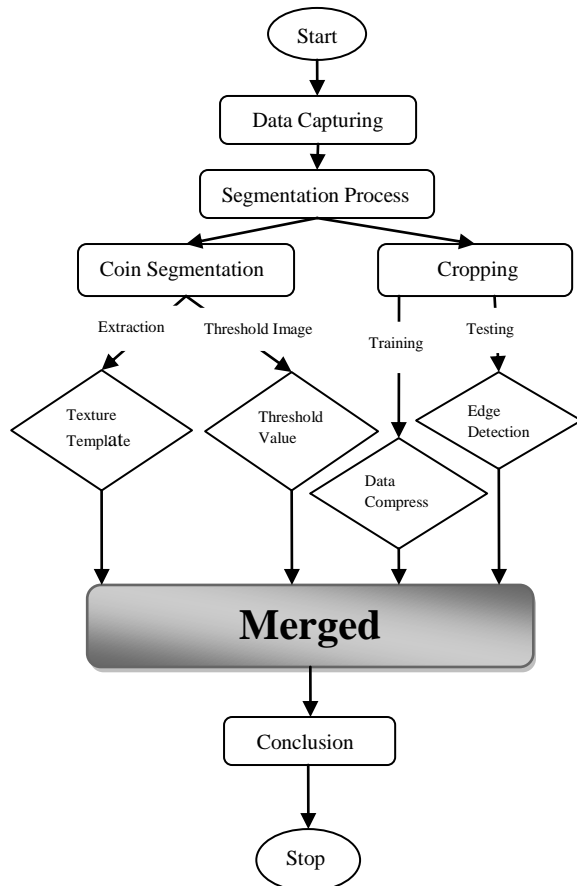 Start
Data Capturing
Segmentation Process
Coin Segmentation
Cropping
Extraction
Threshold Image
Training
Testing
Texture
Template
Threshold
Value
Edge
Detection
Data
Compress
Merged
Conclusion
Stop